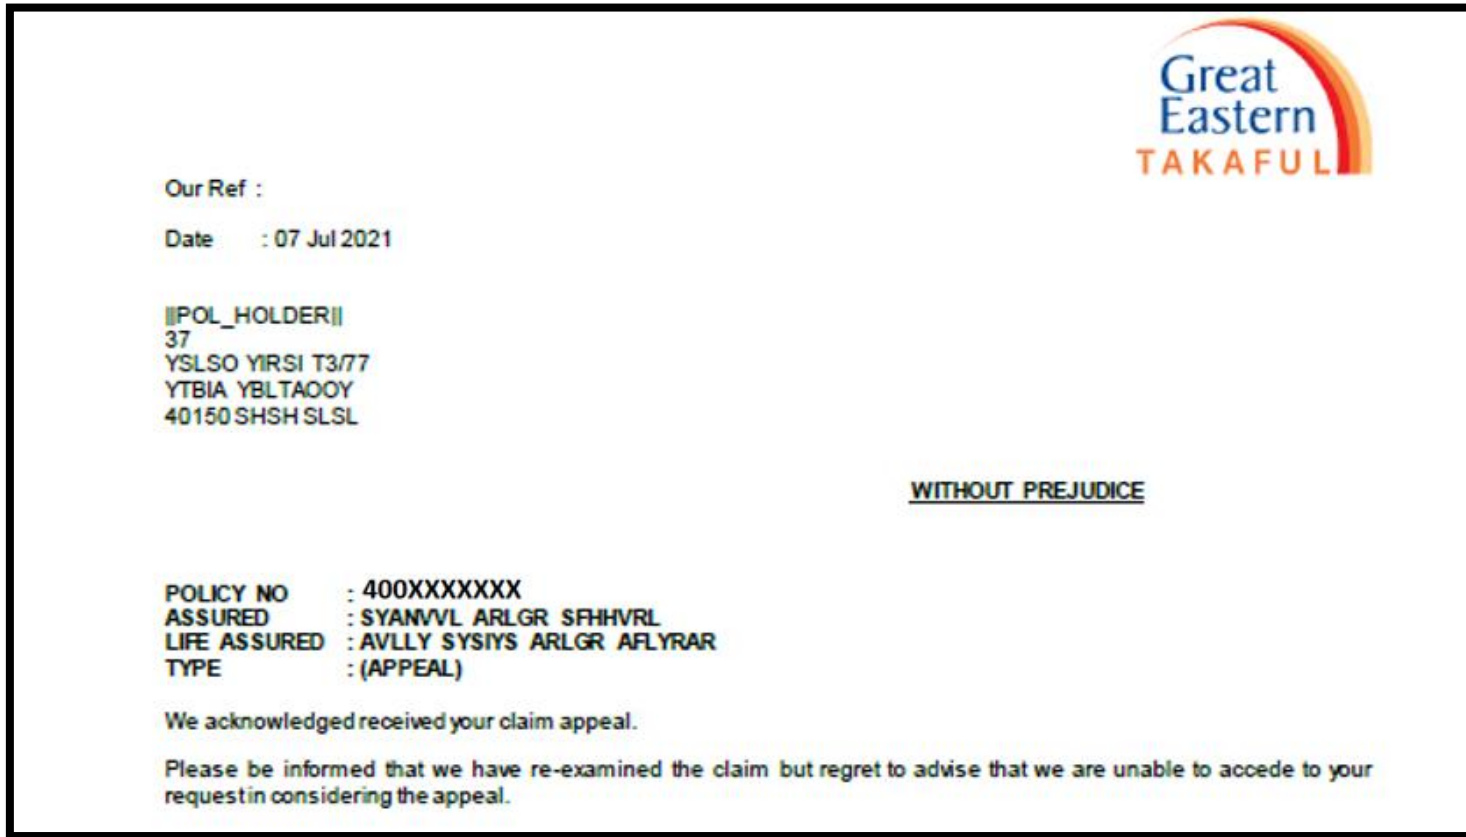 Great
Eastern
TAKAFUL
Our Ref :
Date : 07 Jul 2021
||POL_HOLDER||
37
YSLSO YIRSI T3/77
YTBIA YBLTAOOY
40150 SHSH SLSL
WITHOUT PREJUDICE
POLICY NO : 400XXXXXXX
ASSURED : SYANVVL ARLGR SFHHVRL
LIFE ASSURED : AVLLY SYSIYS ARLGR AFLYRAR
TYPE : (APPEAL)
We acknowledged received your claim appeal.
Please be informed that we have re-examined the claim but regret to advise that we are unable to accede to your
request in considering the appeal.